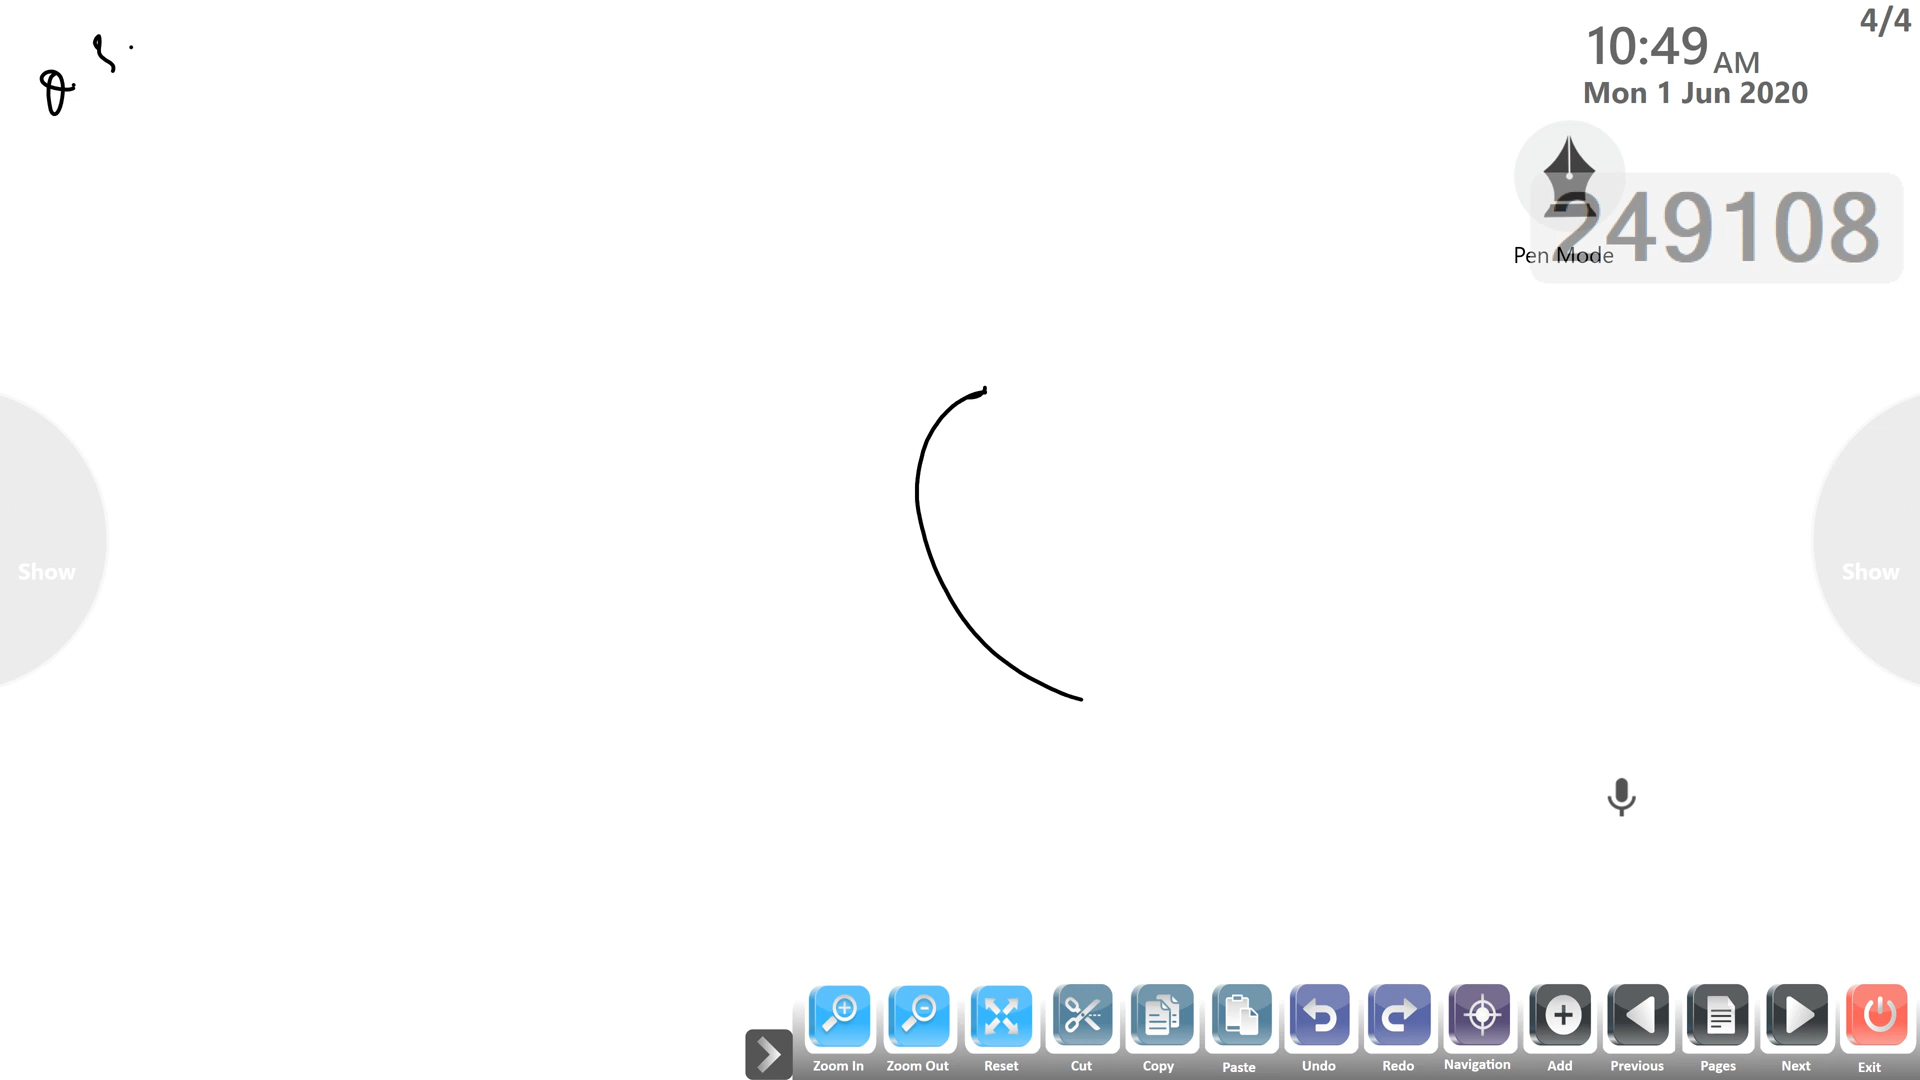 4/4
10:49 AM
Mon 1 Jun 2020
249108
Pen Mode
Show
Show
Zoom In Zoom Out Reset Cut Copy Paste Undo Redo Navigation Add Previous Pages Next Exit